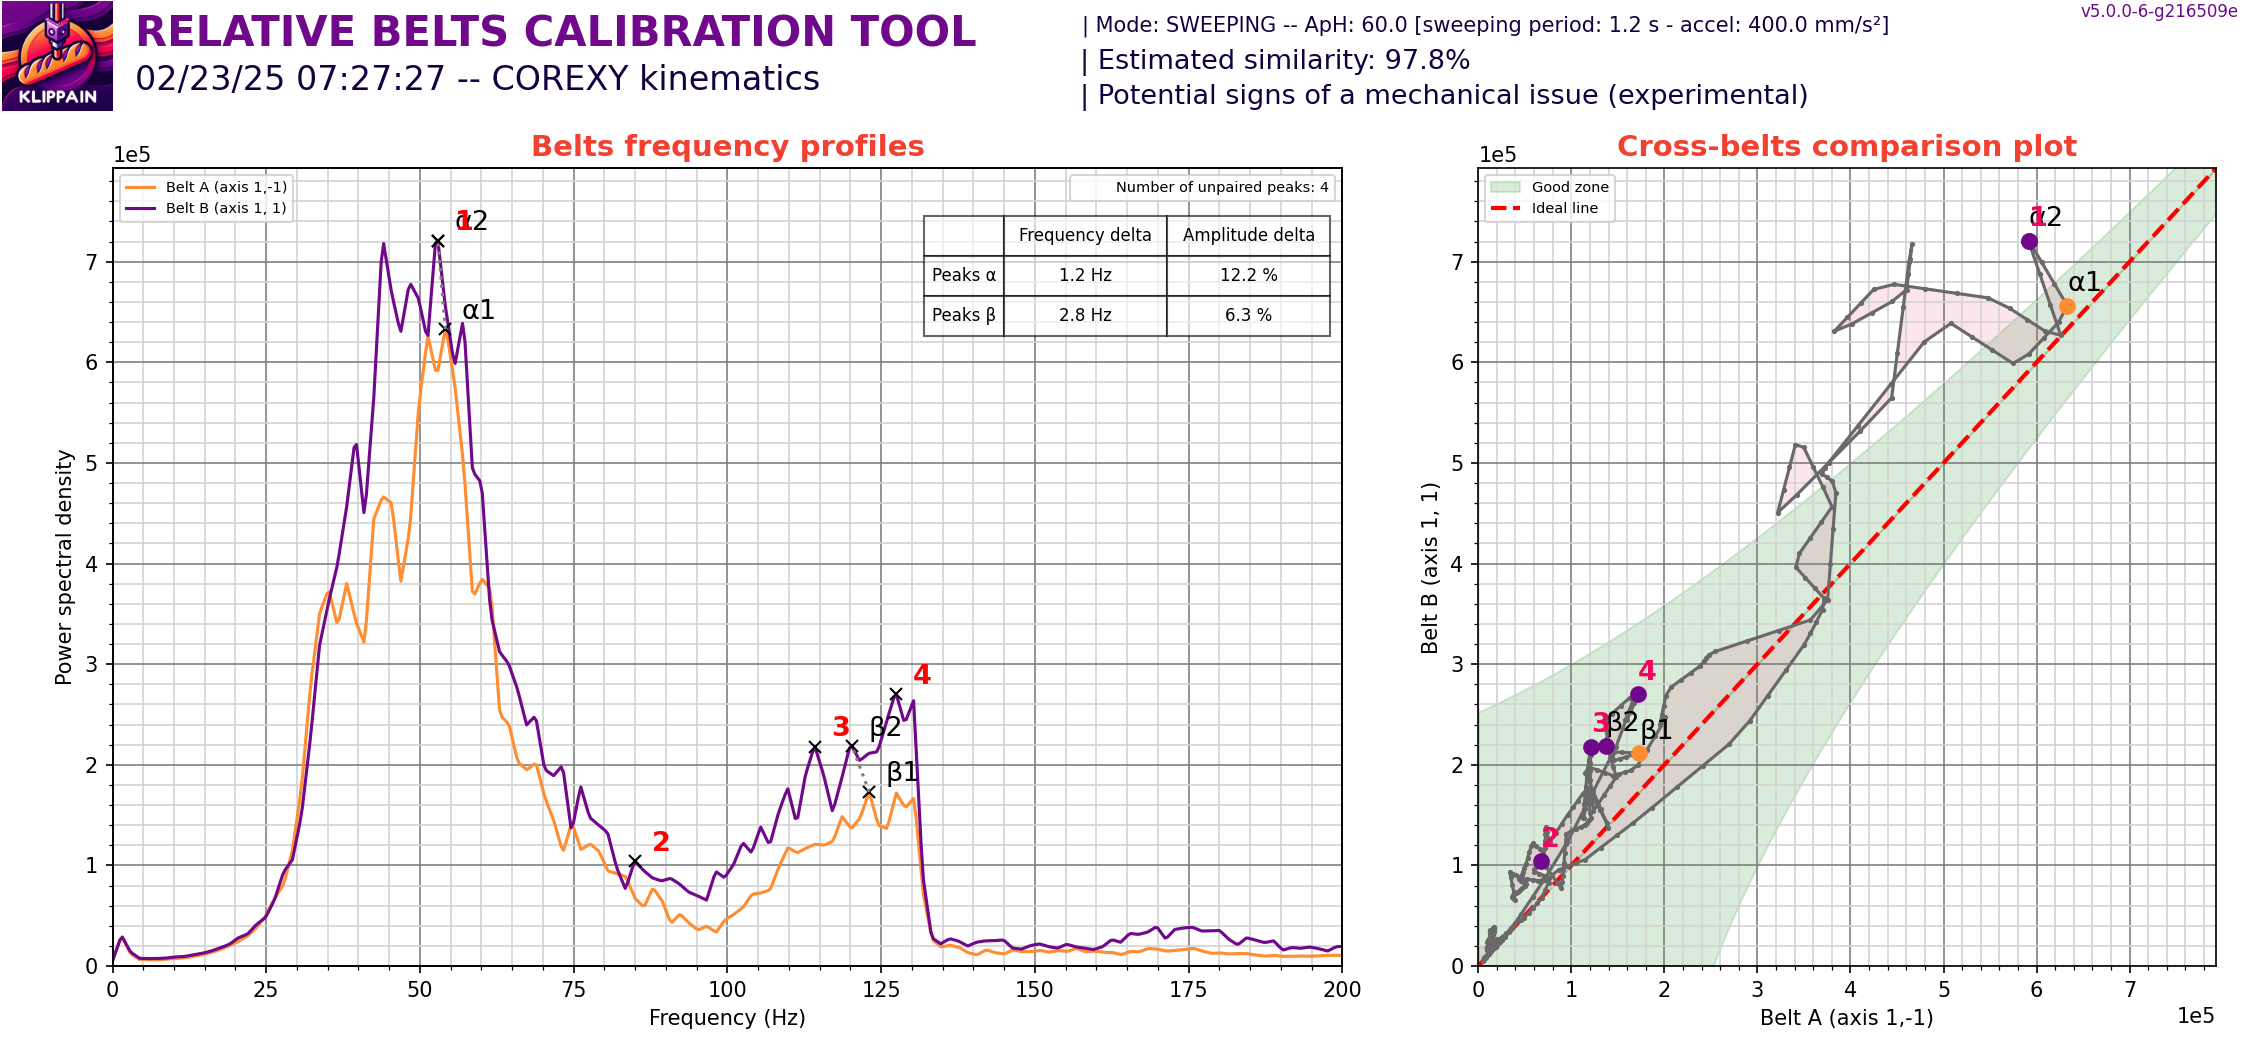 KLIPPAIN
RELATIVE BELTS CALIBRATION TOOL
02/23/25 07:27:27 -- COREXY kinematics
| Mode: SWEEPING -- ApH: 60.0 [sweeping period: 1.2 s - accel: 400.0 mm/s²]
| Estimated similarity: 97.8%
| Potential signs of a mechanical issue (experimental)
v5.0.0-6-g216509e
Belts frequency profiles
1e5
Belt A (axis 1,-1)
Belt B (axis 1, 1)
Number of unpaired peaks: 4
Frequency delta Amplitude delta
Peaks α 1.2 Hz 12.2 %
Peaks β 2.8 Hz 6.3 %
1
α2
α1
2
3
β2
β1
4
Power spectral density
7
6
5
4
3
2
1
0
0 25 50 75 100 125 150 175 200
Frequency (Hz)
Cross-belts comparison plot
1e5
Good zone
Ideal line
1
α2
α1
4
3
β2
β1
2
Belt B (axis 1, 1)
7
6
5
4
3
2
1
0
0 1 2 3 4 5 6 7
Belt A (axis 1,-1)
1e5